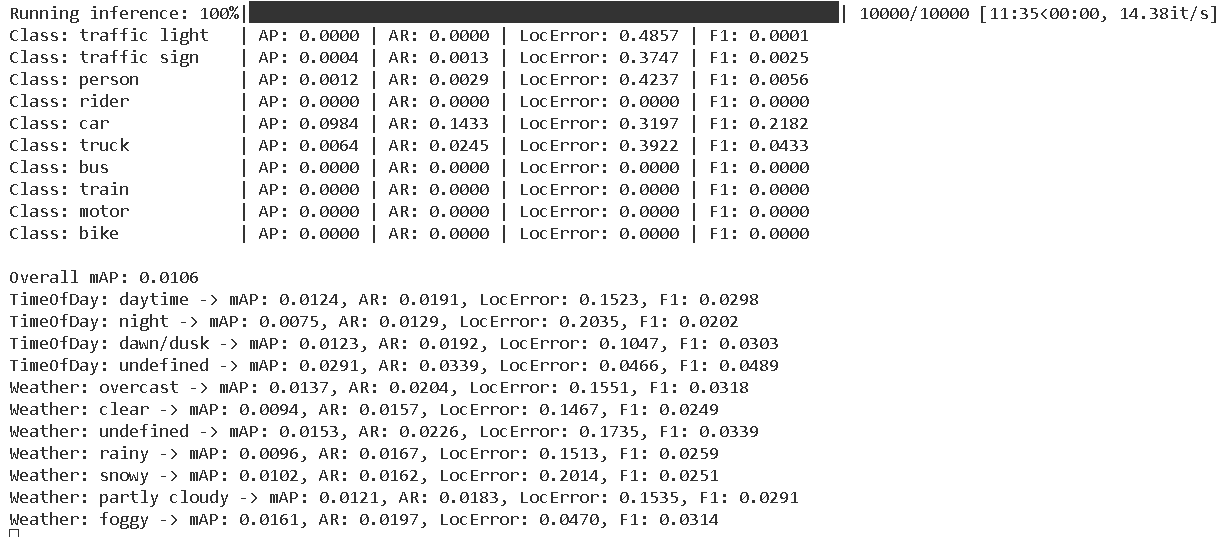 Running inference: 100%| | 10000/10000 [11:35<00:00, 14.38it/s]
Class: traffic light | AP: 0.0000 | AR: 0.0000 | LocError: 0.4857 | F1: 0.0001
Class: traffic sign | AP: 0.0004 | AR: 0.0013 | LocError: 0.3747 | F1: 0.0025
Class: person | AP: 0.0012 | AR: 0.0029 | LocError: 0.4237 | F1: 0.0056
Class: rider | AP: 0.0000 | AR: 0.0000 | LocError: 0.0000 | F1: 0.0000
Class: car | AP: 0.0984 | AR: 0.1433 | LocError: 0.3197 | F1: 0.2182
Class: truck | AP: 0.0064 | AR: 0.0245 | LocError: 0.3922 | F1: 0.0433
Class: bus | AP: 0.0000 | AR: 0.0000 | LocError: 0.0000 | F1: 0.0000
Class: train | AP: 0.0000 | AR: 0.0000 | LocError: 0.0000 | F1: 0.0000
Class: motor | AP: 0.0000 | AR: 0.0000 | LocError: 0.0000 | F1: 0.0000
Class: bike | AP: 0.0000 | AR: 0.0000 | LocError: 0.0000 | F1: 0.0000
Overall mAP: 0.0106
TimeOfDay: daytime -> mAP: 0.0124, AR: 0.0191, LocError: 0.1523, F1: 0.0298
TimeOfDay: night -> mAP: 0.0075, AR: 0.0129, LocError: 0.2035, F1: 0.0202
TimeOfDay: dawn/dusk -> mAP: 0.0123, AR: 0.0192, LocError: 0.1047, F1: 0.0303
TimeOfDay: undefined -> mAP: 0.0291, AR: 0.0339, LocError: 0.0466, F1: 0.0489
Weather: overcast -> mAP: 0.0137, AR: 0.0204, LocError: 0.1551, F1: 0.0318
Weather: clear -> mAP: 0.0094, AR: 0.0157, LocError: 0.1467, F1: 0.0249
Weather: undefined -> mAP: 0.0153, AR: 0.0226, LocError: 0.1735, F1: 0.0339
Weather: rainy -> mAP: 0.0096, AR: 0.0167, LocError: 0.1513, F1: 0.0259
Weather: snowy -> mAP: 0.0102, AR: 0.0162, LocError: 0.2014, F1: 0.0251
Weather: partly cloudy -> mAP: 0.0121, AR: 0.0183, LocError: 0.1535, F1: 0.0291
Weather: foggy -> mAP: 0.0161, AR: 0.0197, LocError: 0.0470, F1: 0.0314